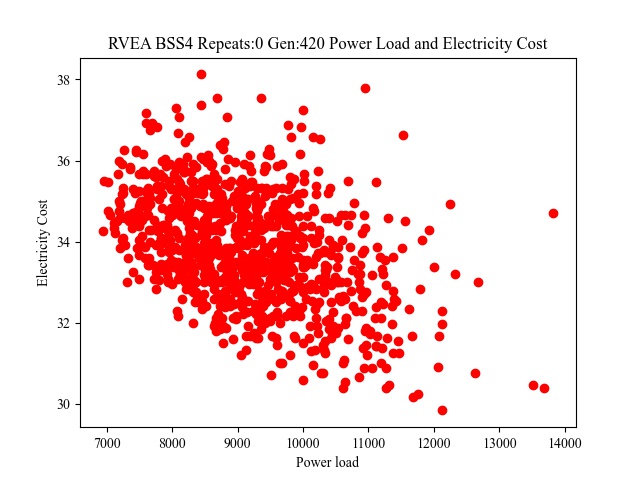 RVEA BSS4 Repeats:0 Gen:420 Power Load and Electricity Cost
38
36
34
32
30
Electricity Cost
7000 8000 9000 10000 11000 12000 13000 14000
Power load